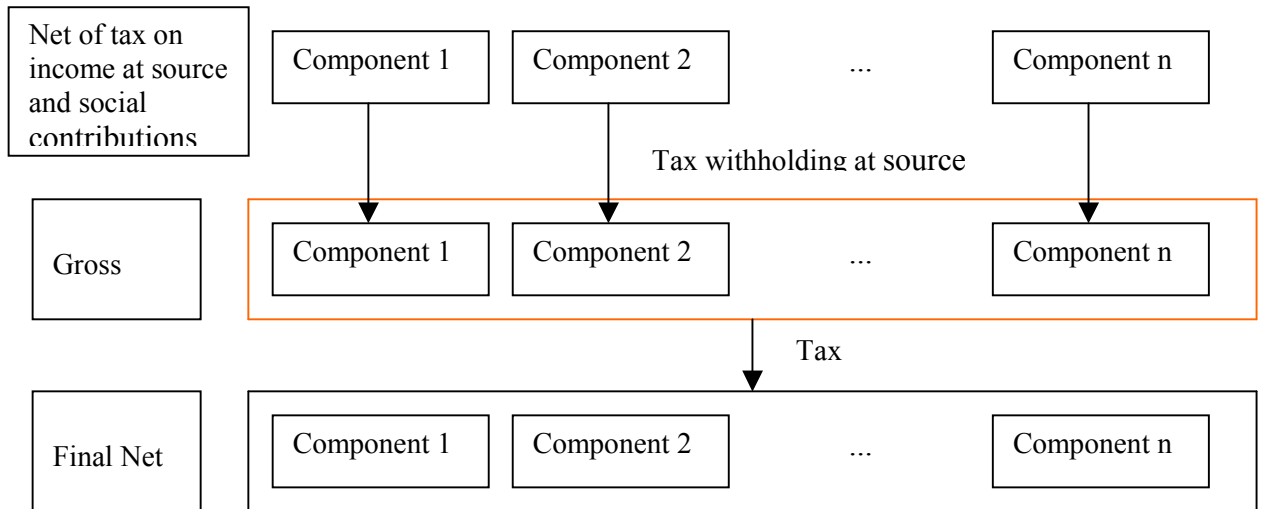 Net of tax on
income at source
and social
contributions
Component 1 Component 2 ... Component n
Tax withholding at source
Gross
Component 1 Component 2 ... Component n
Tax
Final Net
Component 1 Component 2 ... Component n